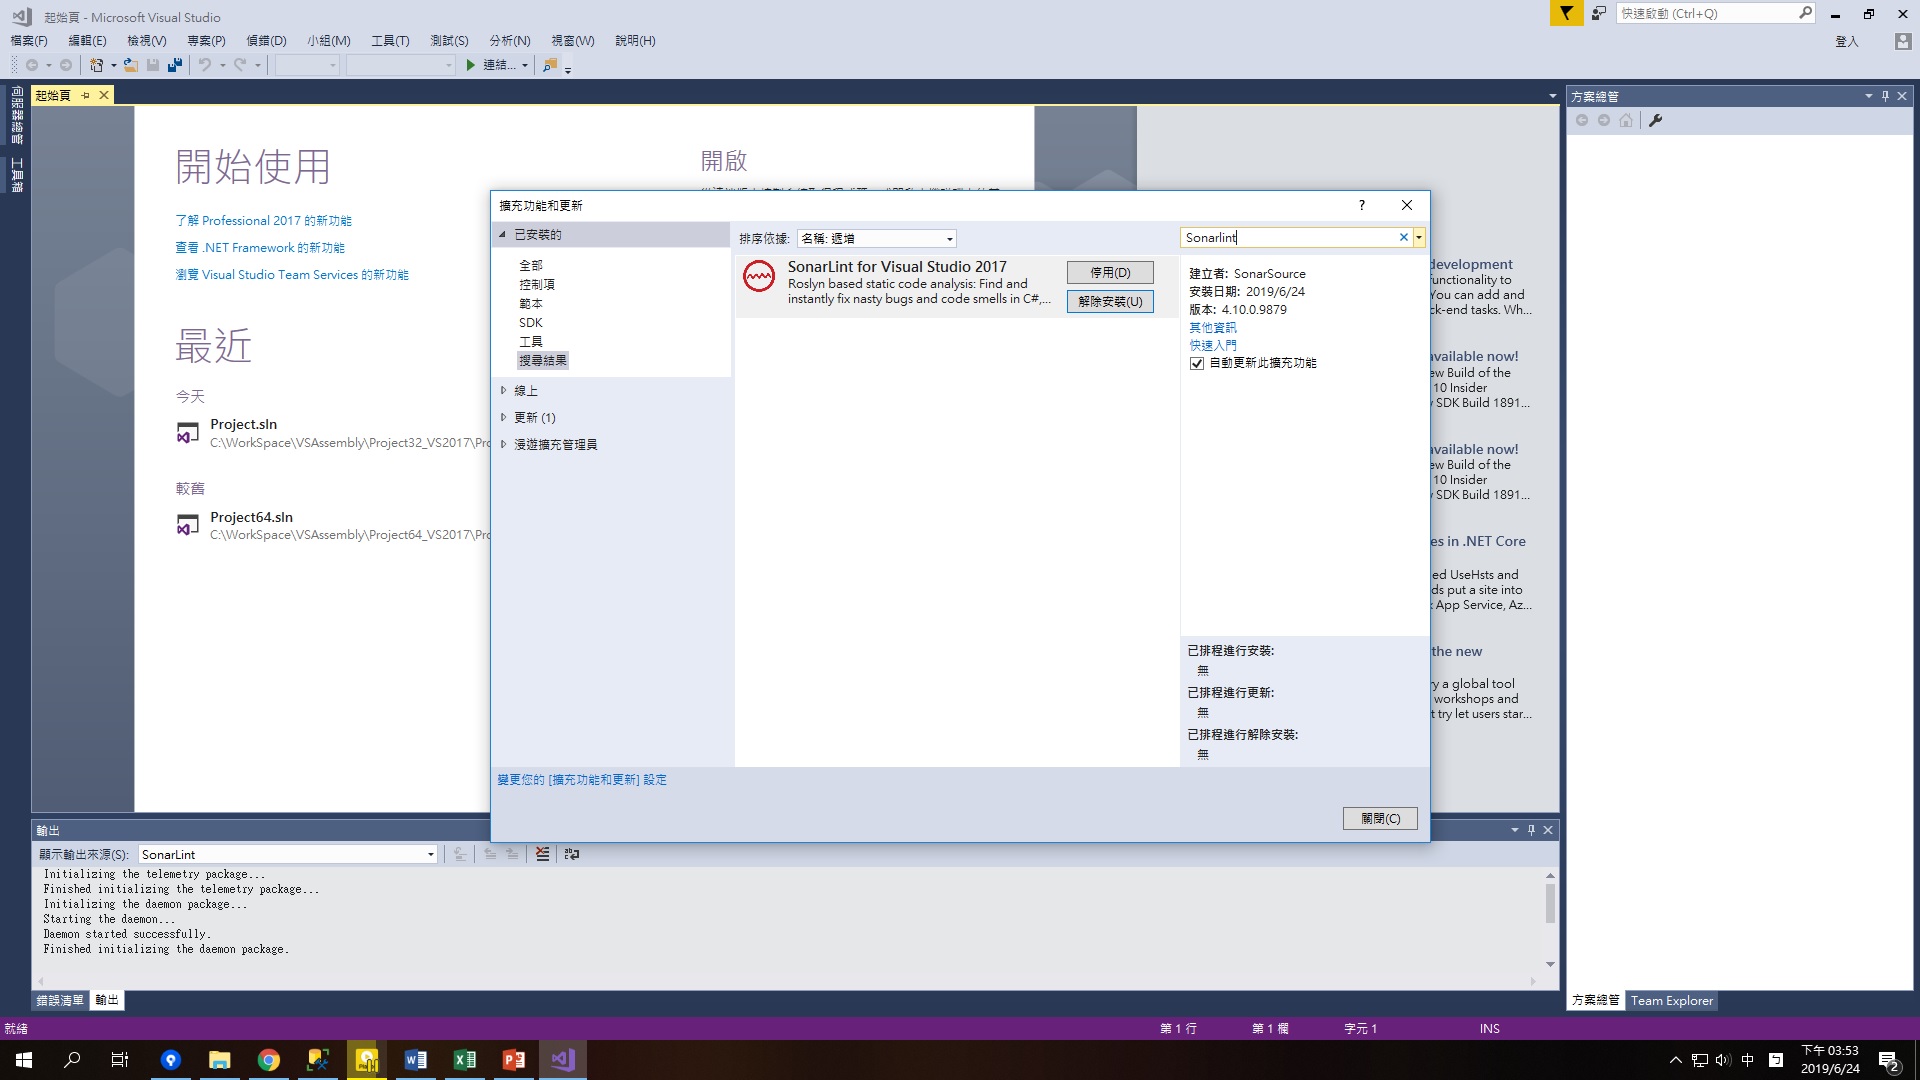 起始頁 - Microsoft Visual Studio
快速啟動 (Ctrl+Q)
檔案(F) 編輯(E) 檢視(V) 專案(P) 偵錯(D) 小組(M) 工具(T) 測試(S) 分析(N) 視窗(W) 說明(H)
登入
連結...
伺服器總管
工具箱
起始頁
開始使用
了解 Professional 2017 的新功能
查看 .NET Framework 的新功能
瀏覽 Visual Studio Team Services 的新功能
最近
今天
Project.sln
C:\WorkSpace\VSAssembly\Project32_VS2017\Pro
較舊
Project64.sln
C:\WorkSpace\VSAssembly\Project64_VS2017\Pro
開啟
擴充功能和更新
已安裝的
全部
控制項
範本
SDK
工具
搜尋結果
線上
更新 (1)
漫遊擴充管理員
排序依據: 名稱: 遞增
SonarLint for Visual Studio 2017
Roslyn based static code analysis: Find and
instantly fix nasty bugs and code smells in C#,...
停用(D)
解除安裝(U)
Sonarlint
建立者: SonarSource
安裝日期: 2019/6/24
版本: 4.10.0.9879
其他資訊
快速入門
自動更新此擴充功能
已排程進行安裝:
無
已排程進行更新:
無
已排程進行解除安裝:
無
變更您的 [擴充功能和更新] 設定
關閉(C)
development
unctionality to
You can add and
ck-end tasks. Wh...
available now!
ew Build of the
10 Insider
SDK Build 1891...
available now!
ew Build of the
10 Insider
SDK Build 1891...
es in .NET Core
ed UseHsts and
ds put a site into
App Service, Az...
the new
ry a global tool
workshops and
t try let users star...
方案總管
方案總管 Team Explorer
輸出
顯示輸出來源(S): SonarLint
Initializing the telemetry package...
Finished initializing the telemetry package...
Initializing the daemon package...
Starting the daemon...
Daemon started successfully.
Finished initializing the daemon package.
錯誤清單 輸出
就緒
第 1 行 第 1 欄 字元 1 INS
中
下午 03:53
2019/6/24
2